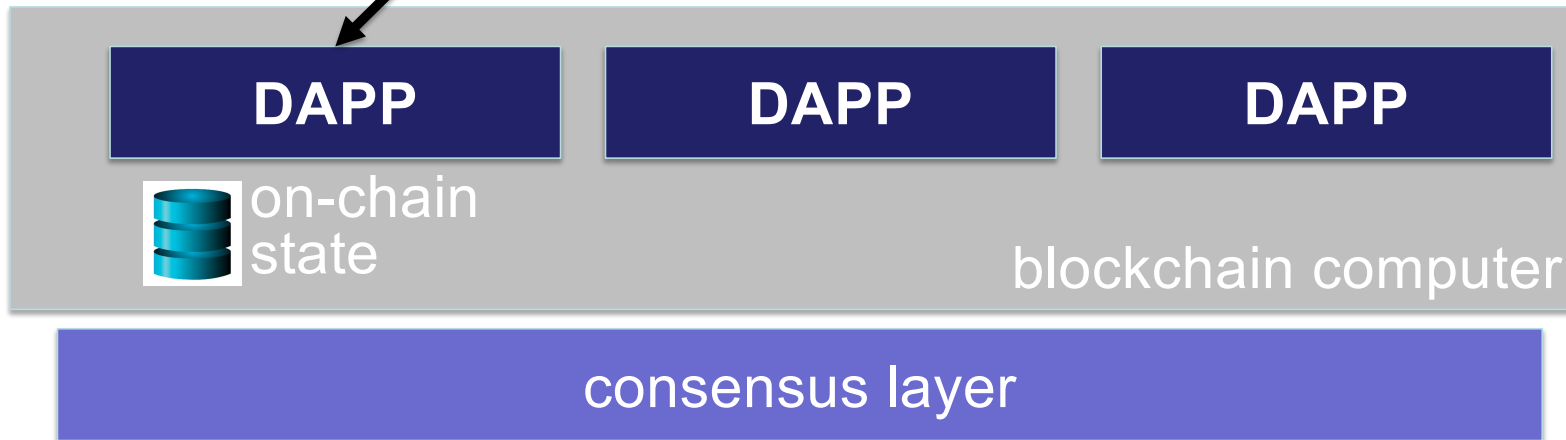 DAPP DAPP DAPP
on-chain
state
blockchain computer
consensus layer